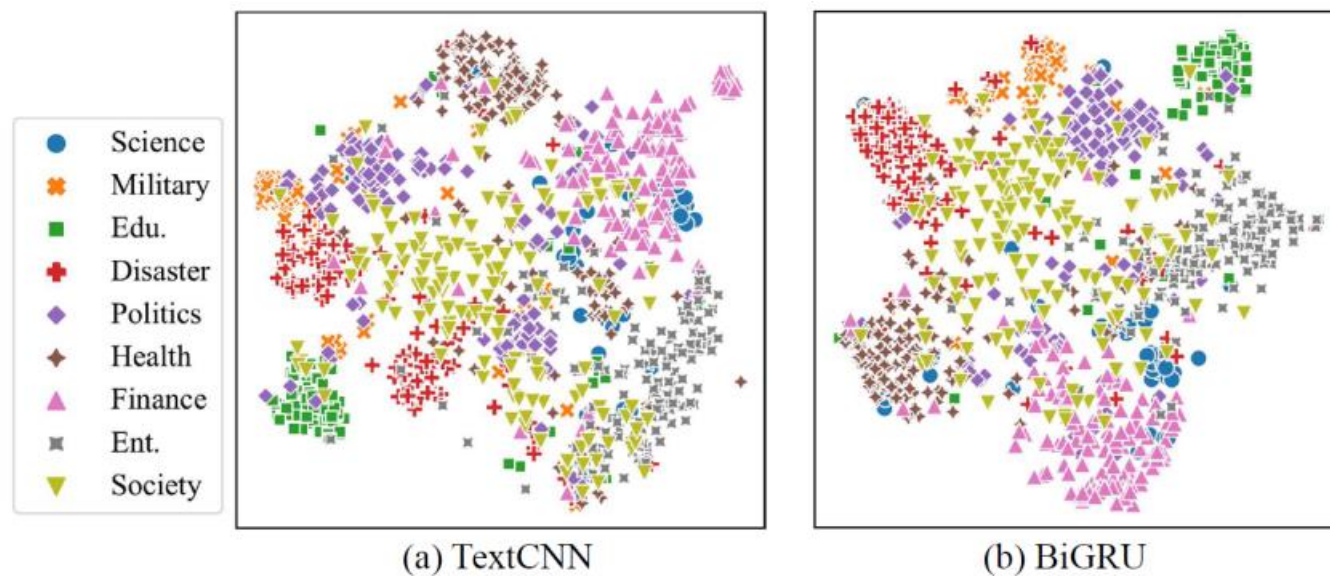 Science
Military
Edu.
Disaster
Politics
Health
Finance
Ent.
Society
(a) TextCNN
(b) BiGRU